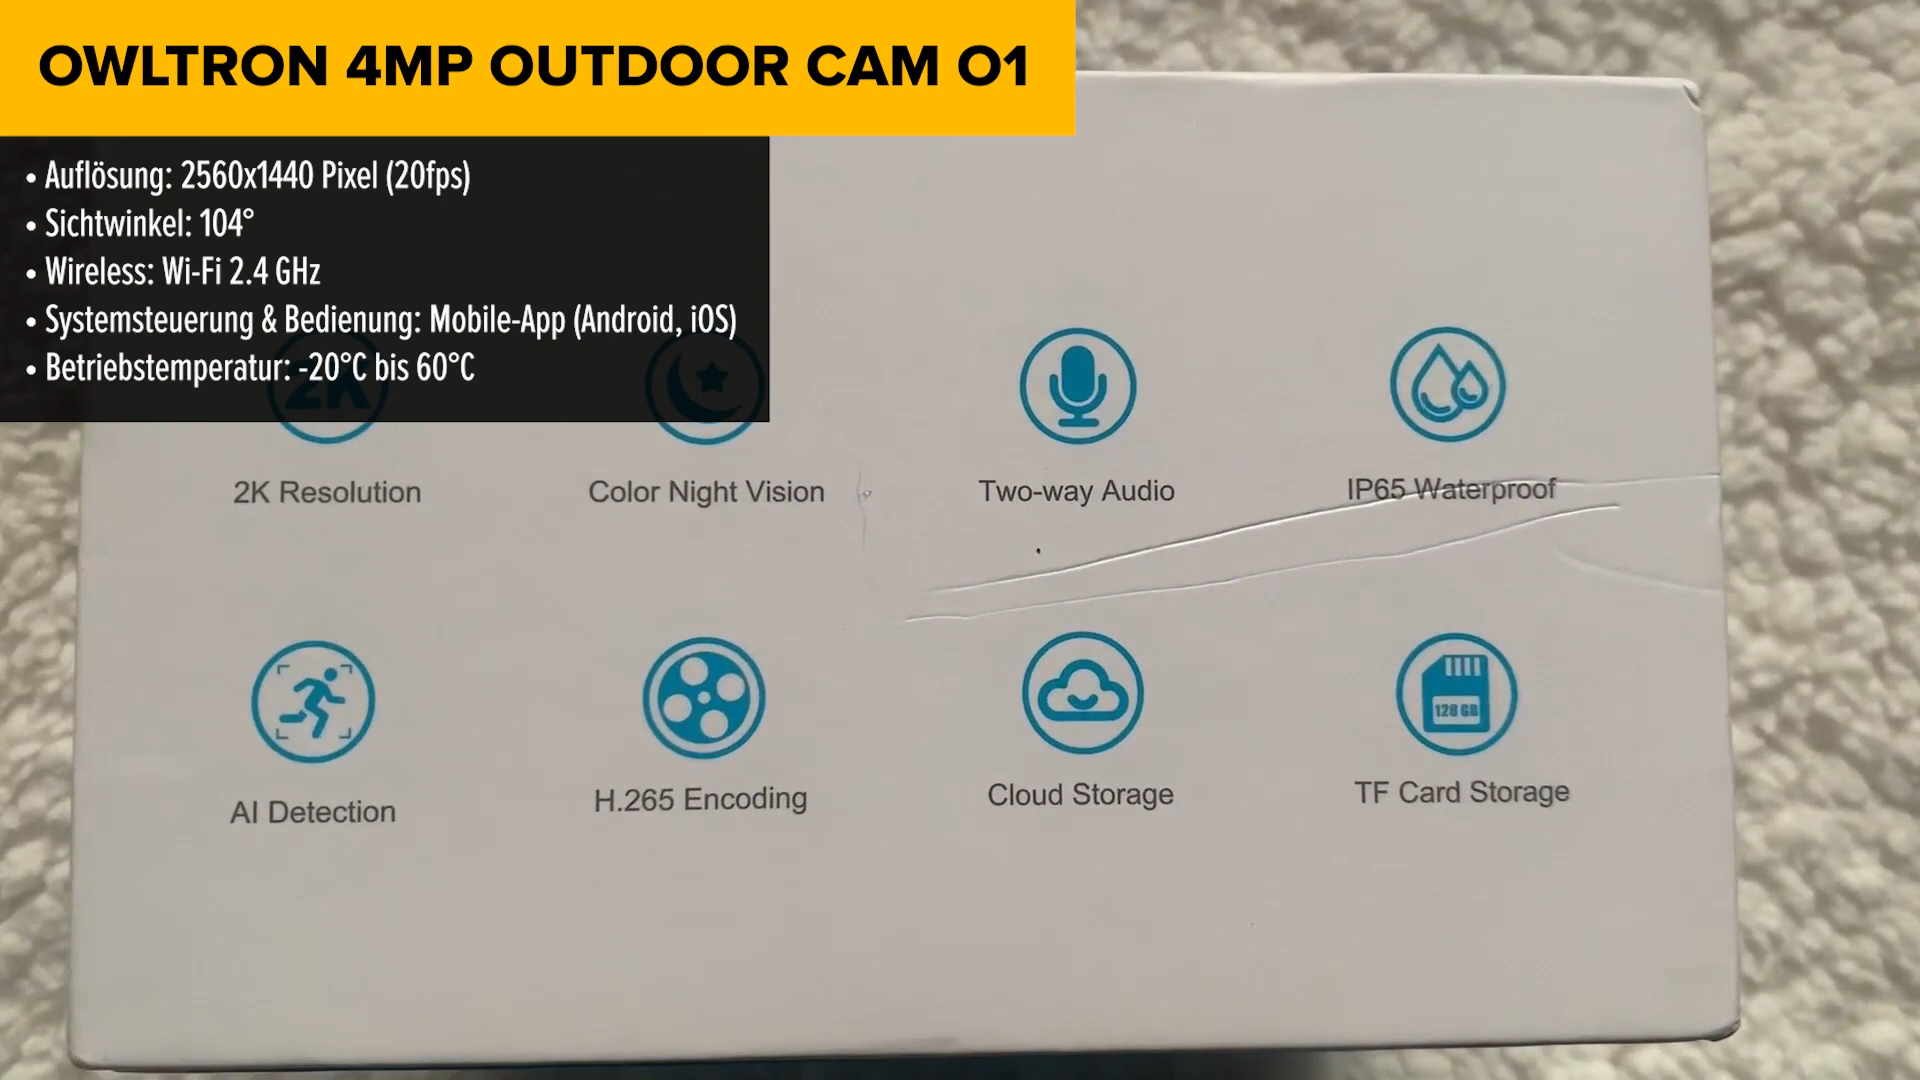 OWLTRON 4MP OUTDOOR CAM O1
• Auflösung: 2560x1440 Pixel (20fps)
• Sichtwinkel: 104°
• Wireless: Wi-Fi 2.4 GHz
• Systemsteuerung & Bedienung: Mobile-App (Android, iOS)
• Betriebstemperatur: -20°C bis 60°C
2K
2K Resolution
Color Night Vision
Two-way Audio
IP65 Waterproof
128 GB
AI Detection
H.265 Encoding
Cloud Storage
TF Card Storage